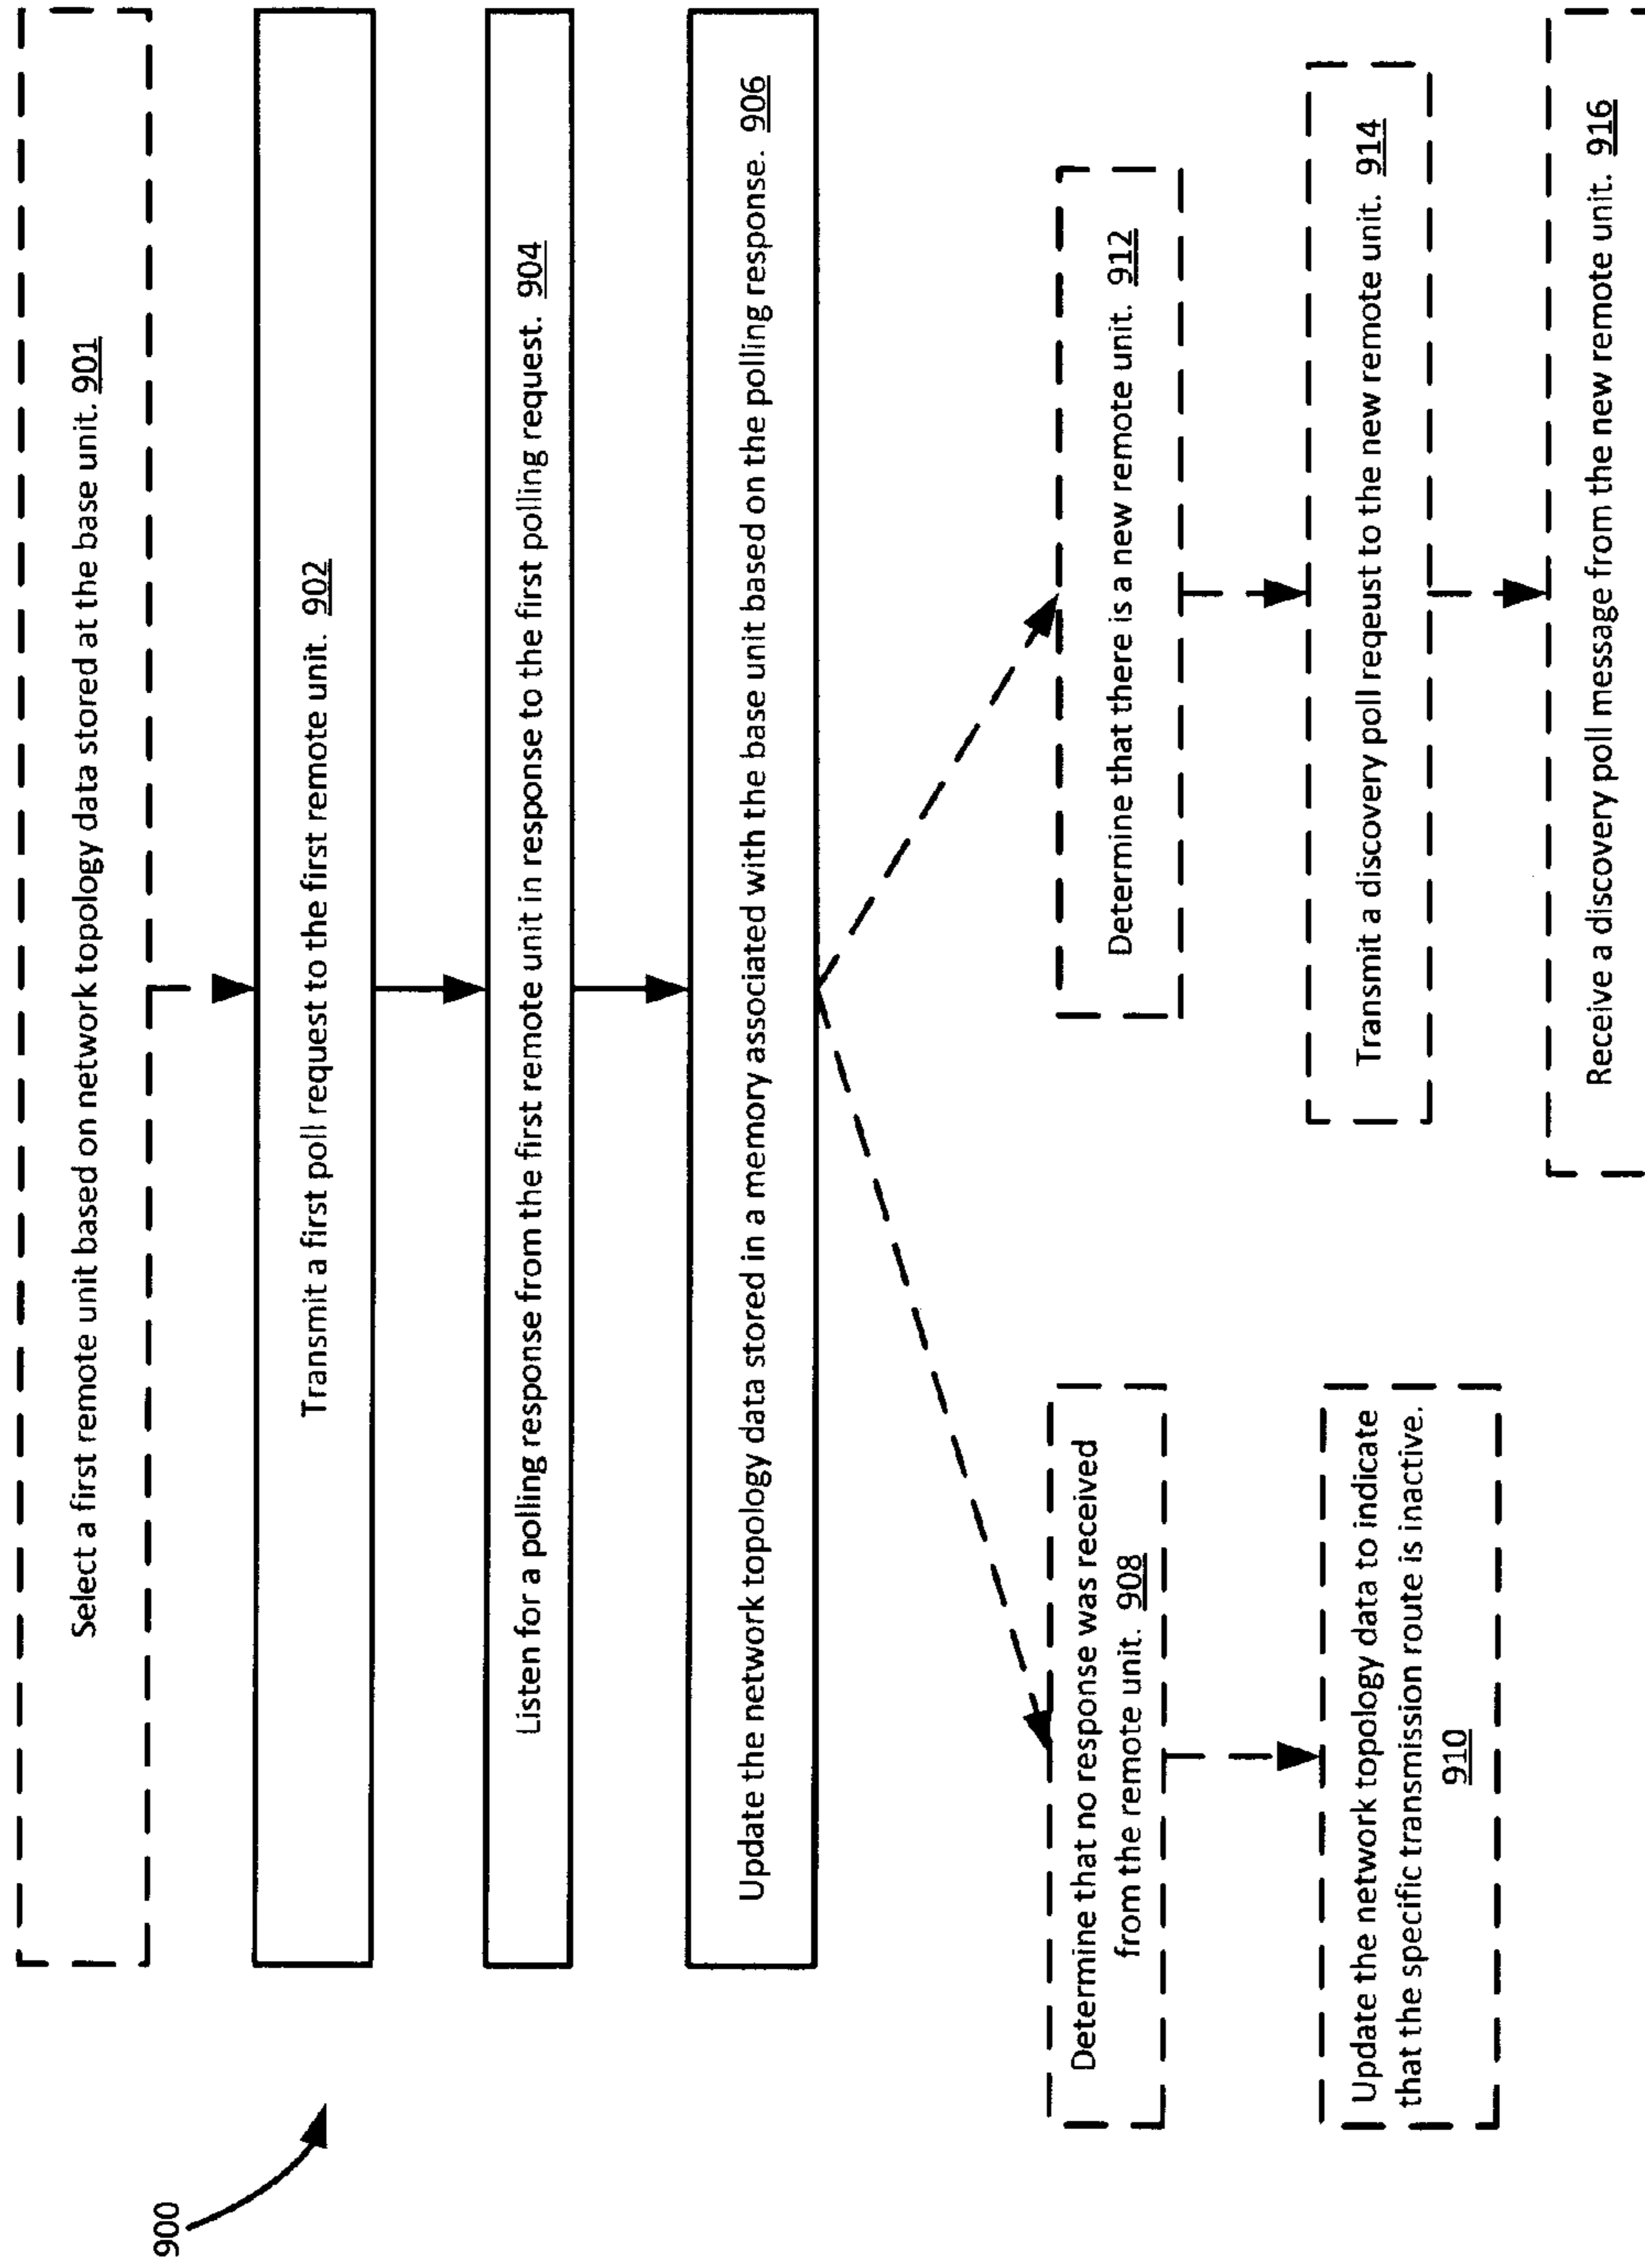 900
Select a first remote unit based on network topology data stored at the base unit. 901
Transmit a first poll request to the first remote unit. 902
Listen for a polling response from the first remote unit in response to the first polling request. 904
Update the network topology data stored in a memory associated with the base unit based on the polling response. 906
Determine that no response was received
from the remote unit. 908
Update the network topology data to indicate
that the specific transmission route is inactive.
910
Determine that there is a new remote unit. 912
Transmit a discovery poll reqeust to the new remote unit. 914
Receive a discovery poll message from the new remote unit. 916